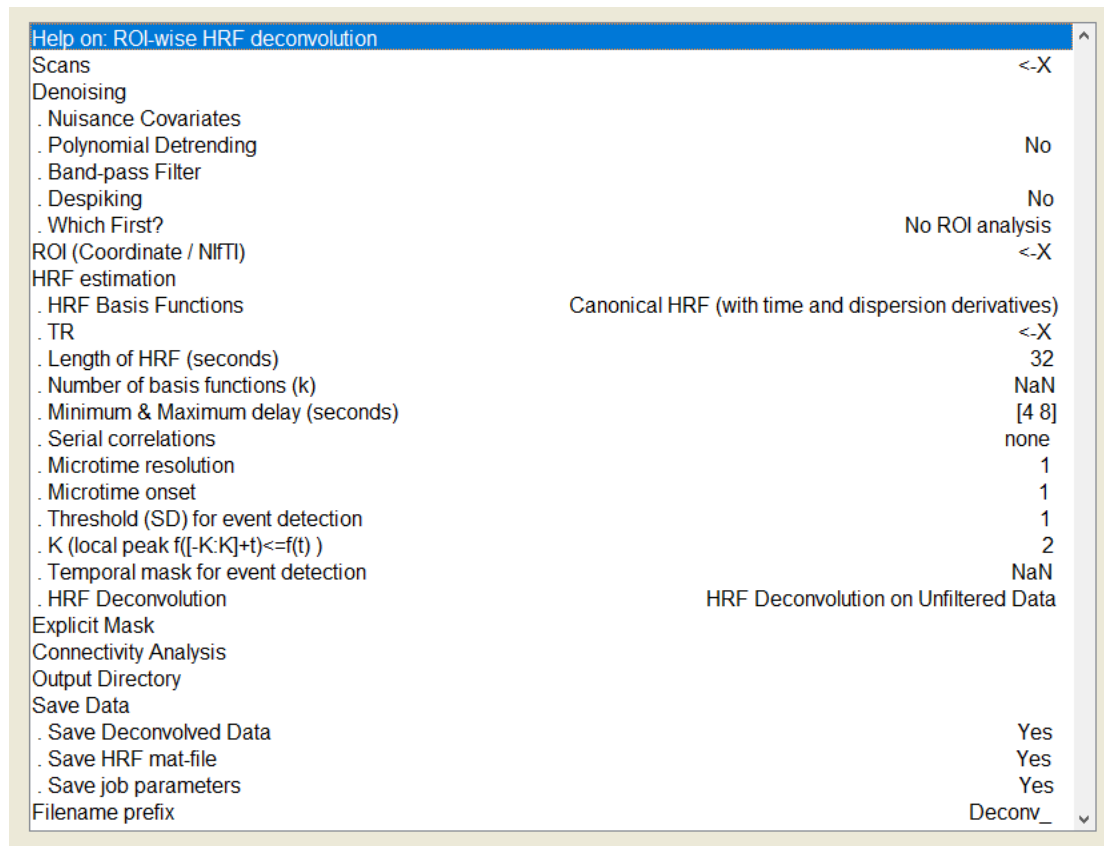 Help on: ROI-wise HRF deconvolution
Scans <-X
Denoising
. Nuisance Covariates
. Polynomial Detrending No
. Band-pass Filter
. Despiking No
. Which First? No ROI analysis
ROI (Coordinate / NIfTI) <-X
HRF estimation
. HRF Basis Functions Canonical HRF (with time and dispersion derivatives)
. TR <-X
. Length of HRF (seconds) 32
. Number of basis functions (k) NaN
. Minimum & Maximum delay (seconds) [4 8]
. Serial correlations none
. Microtime resolution 1
. Microtime onset 1
. Threshold (SD) for event detection 1
. K (local peak f([-K:K]+t)<=f(t) ) 2
. Temporal mask for event detection NaN
. HRF Deconvolution HRF Deconvolution on Unfiltered Data
Explicit Mask
Connectivity Analysis
Output Directory
Save Data
. Save Deconvolved Data Yes
. Save HRF mat-file Yes
. Save job parameters Yes
Filename prefix Deconv_